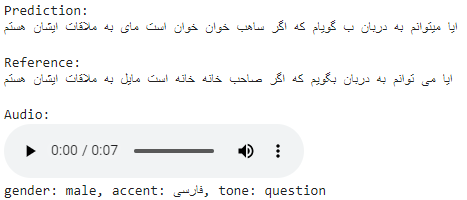 Prediction:
ایا میتوانم به دربان ب گویام که اگر ساهب خوان خوان است مای به ملاقات ایشان هستم
Reference:
ایا می توانم به دربان بگویم که اگر صاحب خانه خانه است مایل به ملاقات ایشان هستم
Audio:
0:00 / 0:07
gender: male, accent: فارسی, tone: question